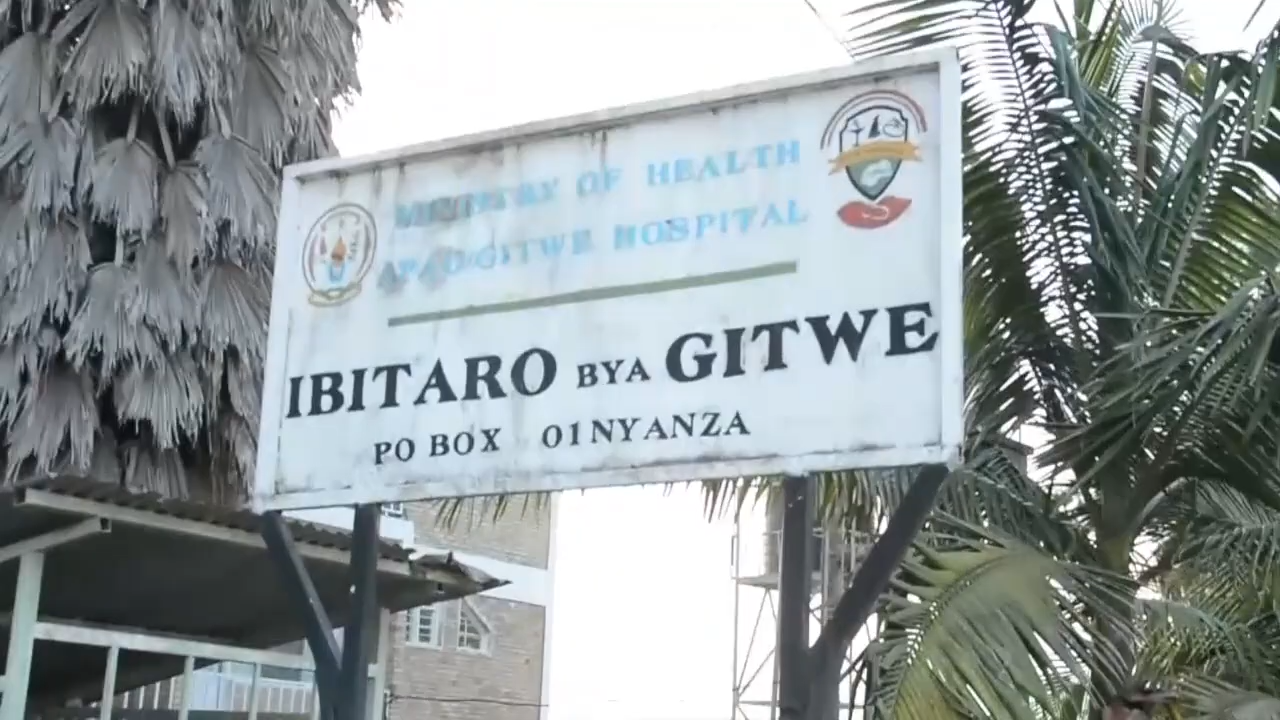 MINISTRY OF HEALTH
GITWE HOSPITAL
IBITARO BYA GITWE
PO BOX 01NYANZA